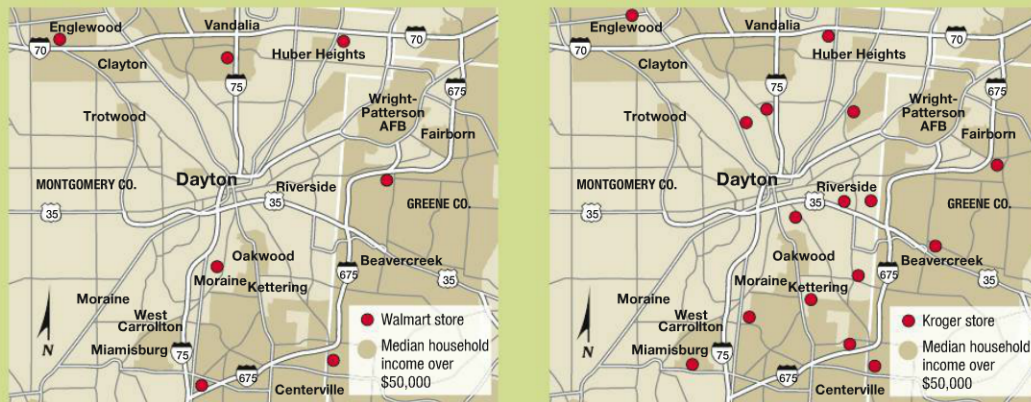 Englewood
Vandalia
70
70
Huber Heights
Clayton
75
675
Wright-
Patterson
AFB
Trotwood
Fairborn
Dayton
MONTGOMERY CO.
Riverside
35
35
GREENE CO.
Oakwood
Beavercreek
Moraine
Kettering
675
35
Moraine
West
Carrollton
Miamisburg
75
675
Centerville
N
Walmart store
Median household
income over
$50,000
Englewood
Vandalia
70
70
Huber Heights
Clayton
75
675
Wright-
Patterson
AFB
Trotwood
Fairborn
Dayton
MONTGOMERY CO.
Riverside
35
35
GREENE CO.
Oakwood
Beavercreek
Moraine
Kettering
675
35
Moraine
West
Carrollton
Miamisburg
75
675
Centerville
N
Kroger store
Median household
income over
$50,000